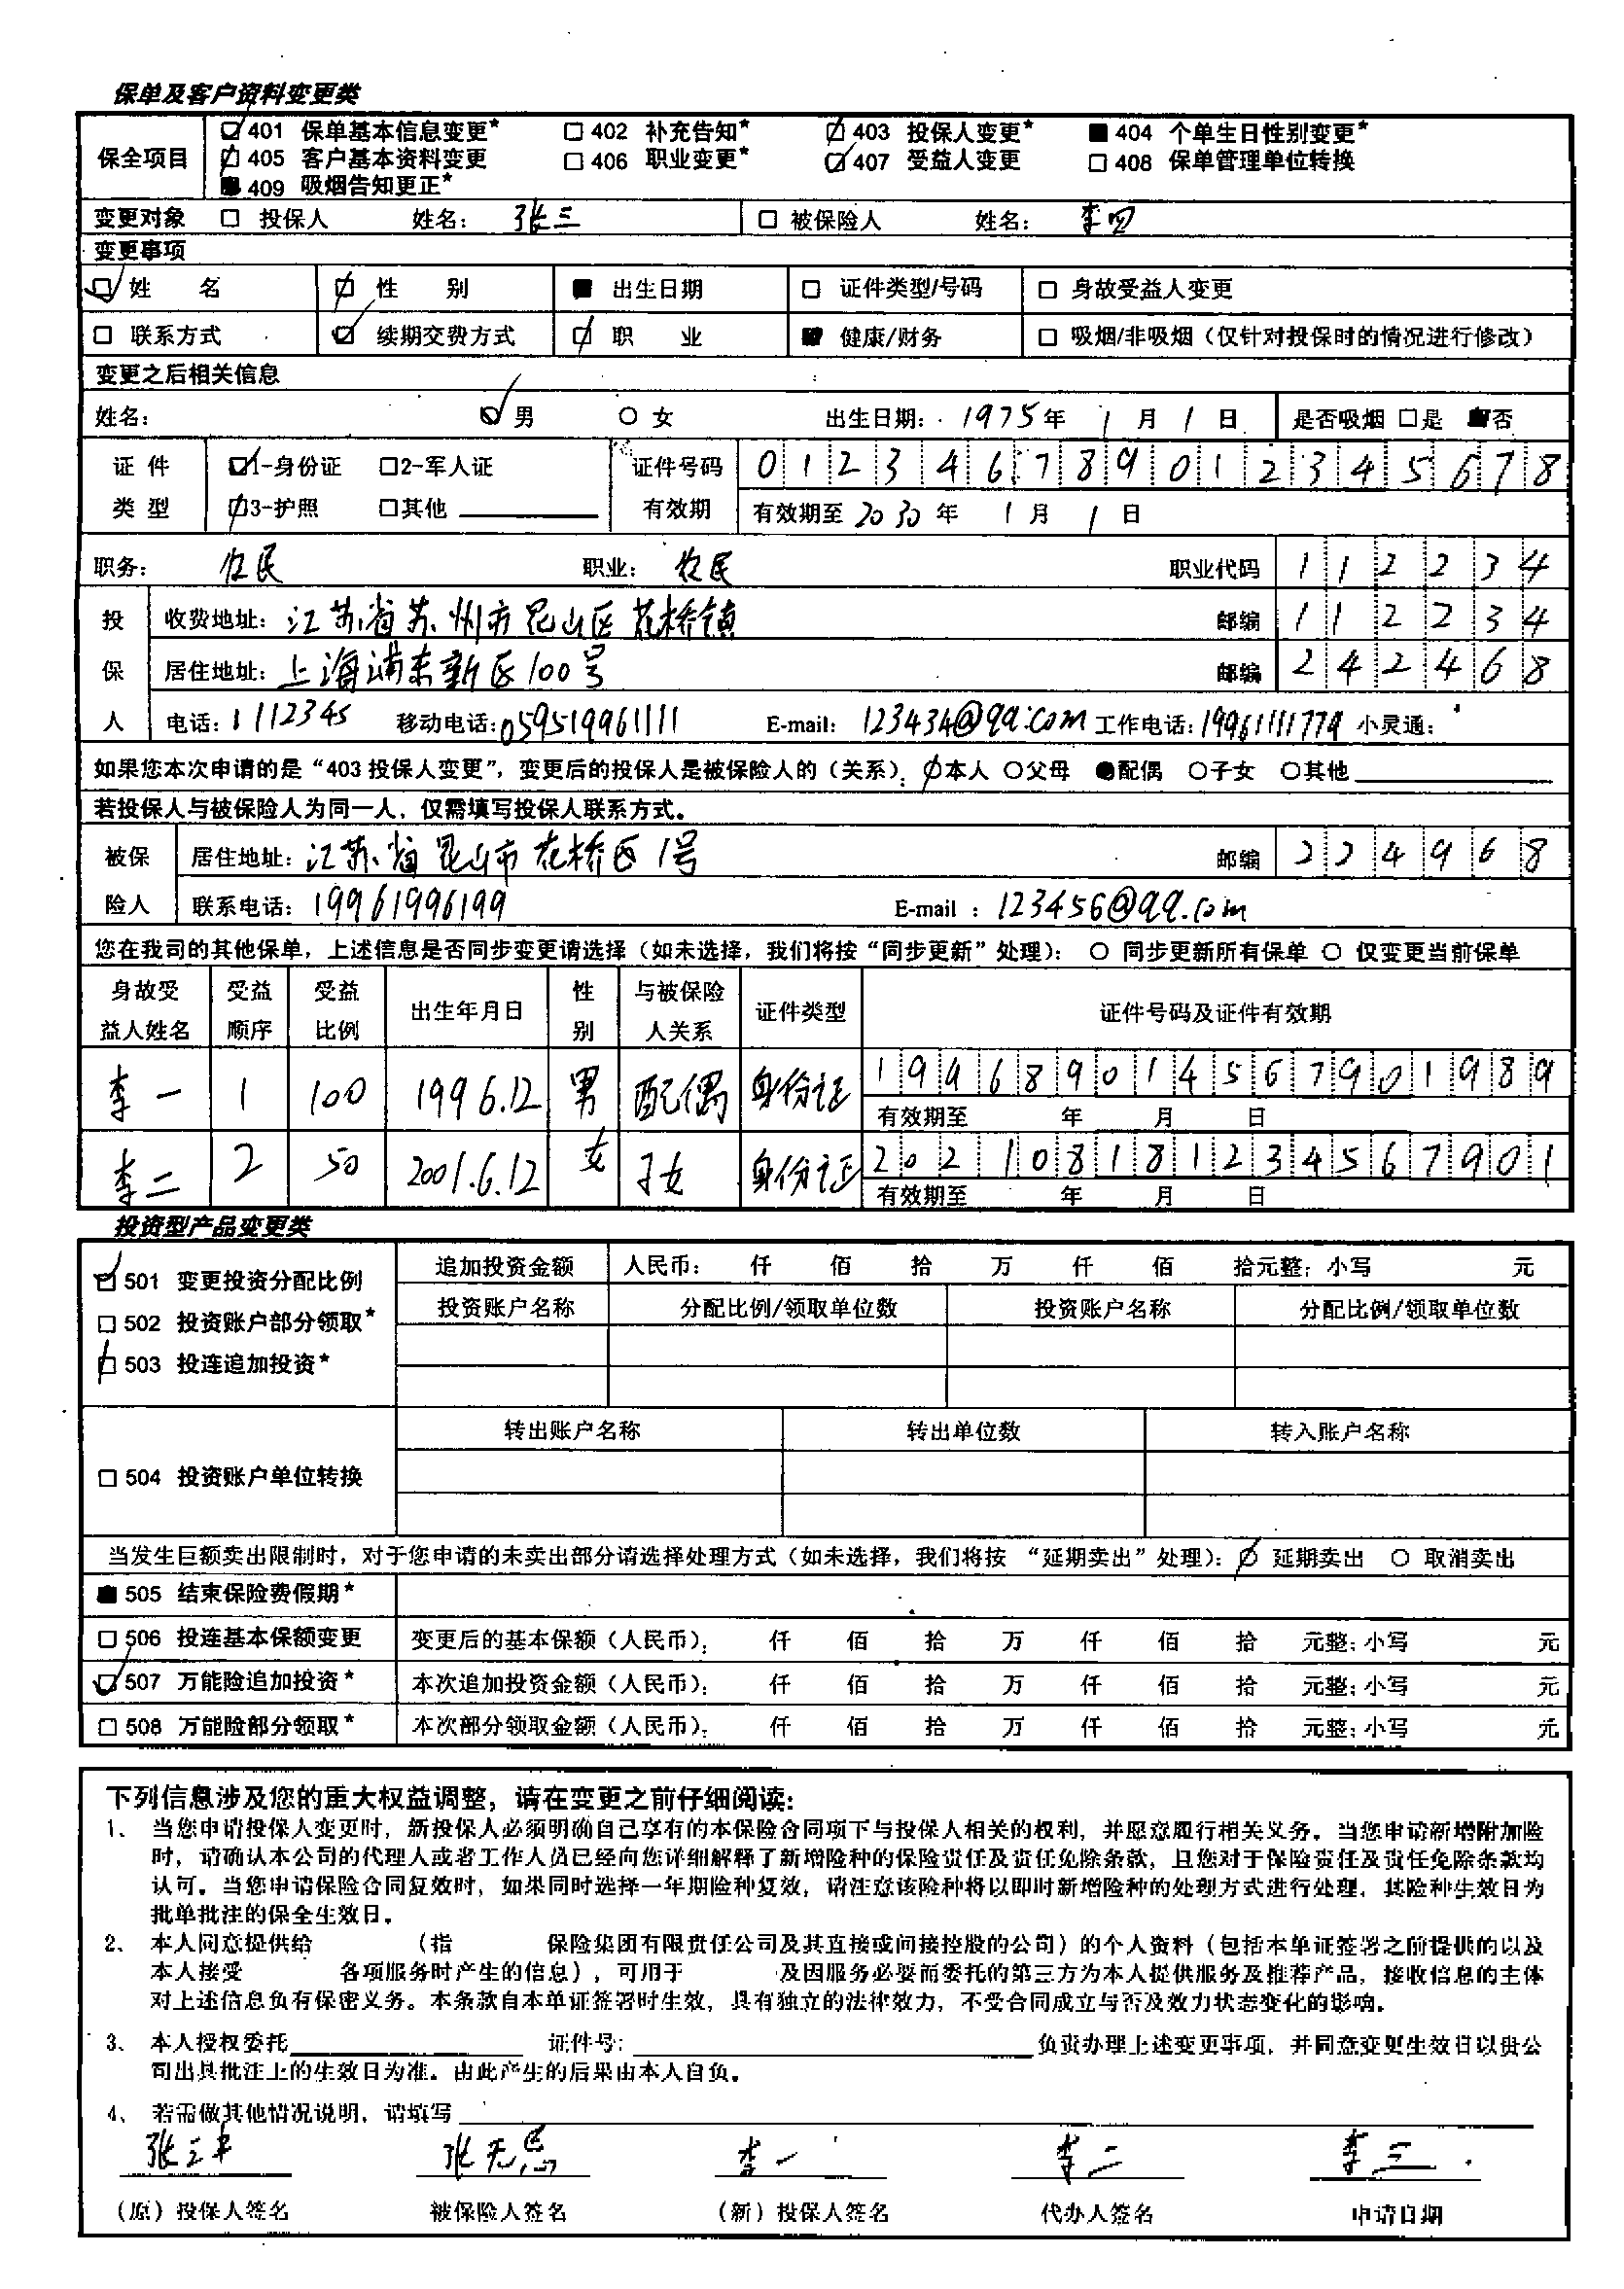 保单及客户资料变更类
保全项目 ☑401 保单基本信息变更* ☐402 补充告知* ☑403 投保人变更* ■404 个单生日性别变更*
☑405 客户基本资料变更 ☐406 职业变更* ☑407 受益人变更 ☐408 保单管理单位转换
■409 吸烟告知更正*
变更对象 ☐ 投保人 姓名： 张三 ☐ 被保险人 姓名： 李四
变更事项
☑ 姓 名 ☑ 性 别 ■ 出生日期 ☐ 证件类型/号码 ☐ 身故受益人变更
☐ 联系方式 ☑ 续期交费方式 ☑ 职 业 ■ 健康/财务 ☐ 吸烟/非吸烟（仅针对投保时的情况进行修改）
变更之后相关信息
姓名： ☑ 男 ○ 女 出生日期： 1975 年 1 月 1 日 是否吸烟 ☐是 ■否
证件 ☑1-身份证 ☐2-军人证 证件号码 012346789012345678
类型 ☑3-护照 ☐其他 有效期 有效期至 2030 年 1 月 1 日
职务： 农民 职业： 农民 职业代码 112234
投 收费地址： 江苏省苏州市昆山区花桥镇 邮编 112234
保 居住地址： 上海浦东新区100号 邮编 242468
人 电话： 1112345 移动电话： 059519961111 E-mail： 123434@qq.com 工作电话： 19961111779 小灵通：
如果您本次申请的是“403 投保人变更”，变更后的投保人是被保险人的（关系）： ☑本人 ○父母 ●配偶 ○子女 ○其他
若投保人与被保险人为同一人，仅需填写投保人联系方式。
被保 居住地址： 江苏省昆山市花桥区1号 邮编 224968
险人 联系电话： 19961996199 E-mail ： 123456@qq.com
您在我司的其他保单，上述信息是否同步变更请选择（如未选择，我们将按“同步更新”处理）： ○ 同步更新所有保单 ○ 仅变更当前保单
身故受益人姓名 受益顺序 受益比例 出生年月日 性别 与被保险人关系 证件类型 证件号码及证件有效期
李一 1 100 1996.12 男 配偶 身份证 199689014567901989
有效期至 年 月 日
李二 2 50 2001.6.12 女 子女 身份证 202108181234567901
有效期至 年 月 日
投资型产品变更类
☑ 501 变更投资分配比例 追加投资金额 人民币： 仟 佰 拾 万 仟 佰 拾元整；小写 元
☐ 502 投资账户部分领取* 投资账户名称 分配比例/领取单位数 投资账户名称 分配比例/领取单位数
☑ 503 投连追加投资*
☐ 504 投资账户单位转换 转出账户名称 转出单位数 转入账户名称
当发生巨额卖出限制时，对于您申请的未卖出部分请选择处理方式（如未选择，我们将按 “延期卖出”处理）： ☑ 延期卖出 ○ 取消卖出
■ 505 结束保险费假期*
☐ 506 投连基本保额变更 变更后的基本保额（人民币）： 仟 佰 拾 万 仟 佰 拾 元整；小写 元
☑ 507 万能险追加投资* 本次追加投资金额（人民币）： 仟 佰 拾 万 仟 佰 拾 元整；小写 元
☐ 508 万能险部分领取* 本次部分领取金额（人民币）： 仟 佰 拾 万 仟 佰 拾 元整；小写 元
下列信息涉及您的重大权益调整，请在变更之前仔细阅读：
1、 当您申请投保人变更时，新投保人必须明确自己享有的本保险合同项下与投保人相关的权利，并愿意履行相关义务。当您申请新增附加险
时，请确认本公司的代理人或者工作人员已经向您详细解释了新增险种的保险责任及责任免除条款，且您对于保险责任及责任免除条款均
认可。当您申请保险合同复效时，如果同时选择一年期险种复效，请注意该险种将以即时新增险种的处理方式进行处理，其险种生效日为
批单批注的保全生效日。
2、 本人同意提供给 （指 保险集团有限责任公司及其直接或间接控股的公司）的个人资料（包括本单证签署之前提供的以及
本人接受 各项服务时产生的信息），可用于 及因服务必要而委托的第三方为本人提供服务及推荐产品，接收信息的主体
对上述信息负有保密义务。本条款自本单证签署时生效，具有独立的法律效力，不受合同成立与否及效力状态变化的影响。
3、 本人授权委托 证件号： 负责办理上述变更事项，并同意变更生效日以贵公
司出具批注上的生效日为准。由此产生的后果由本人自负。
4、 若需做其他情况说明，请填写
张三丰 张无忌 李一 李二 李三
（原）投保人签名 被保险人签名 （新）投保人签名 代办人签名 申请日期